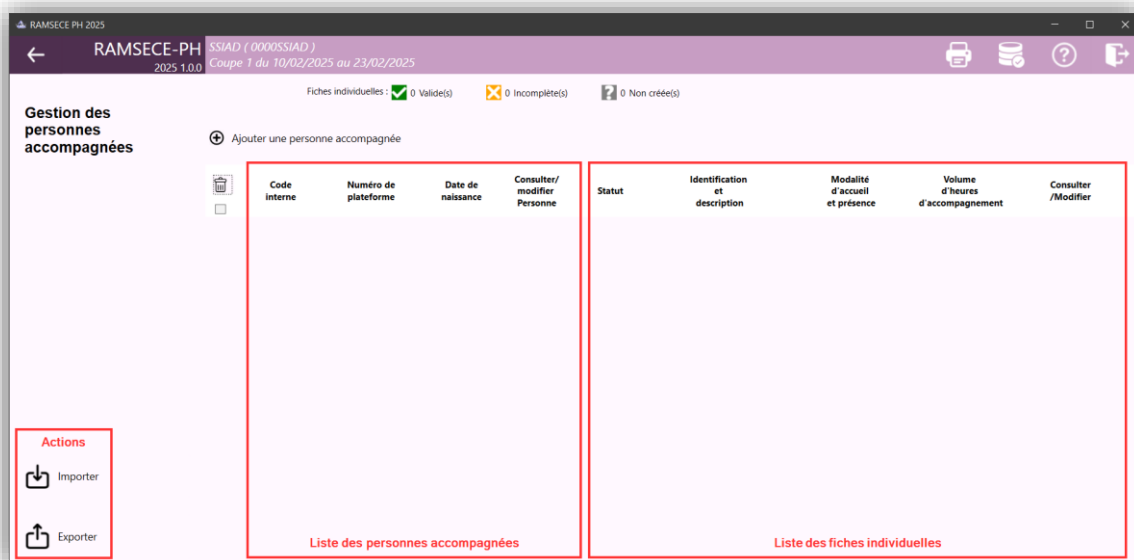 RAMSECE PH 2025
RAMSECE-PH
2025 1.0.0
SSIAD ( 0000SSIAD )
Coupe 1 du 10/02/2025 au 23/02/2025
Gestion des
personnes
accompagnées
Fiches individuelles : 0 Valide(s) 0 Incomplète(s) ? 0 Non créée(s)
Ajouter une personne accompagnée
Code
interne
Numéro de
plateforme
Date de
naissance
Consulter/
modifier
Personne
Statut
Identification
et
description
Modalité
d'accueil
et présence
Volume
d'heures
d'accompagnement
Consulter
/Modifier
Actions
Importer
Exporter
Liste des personnes accompagnées
Liste des fiches individuelles